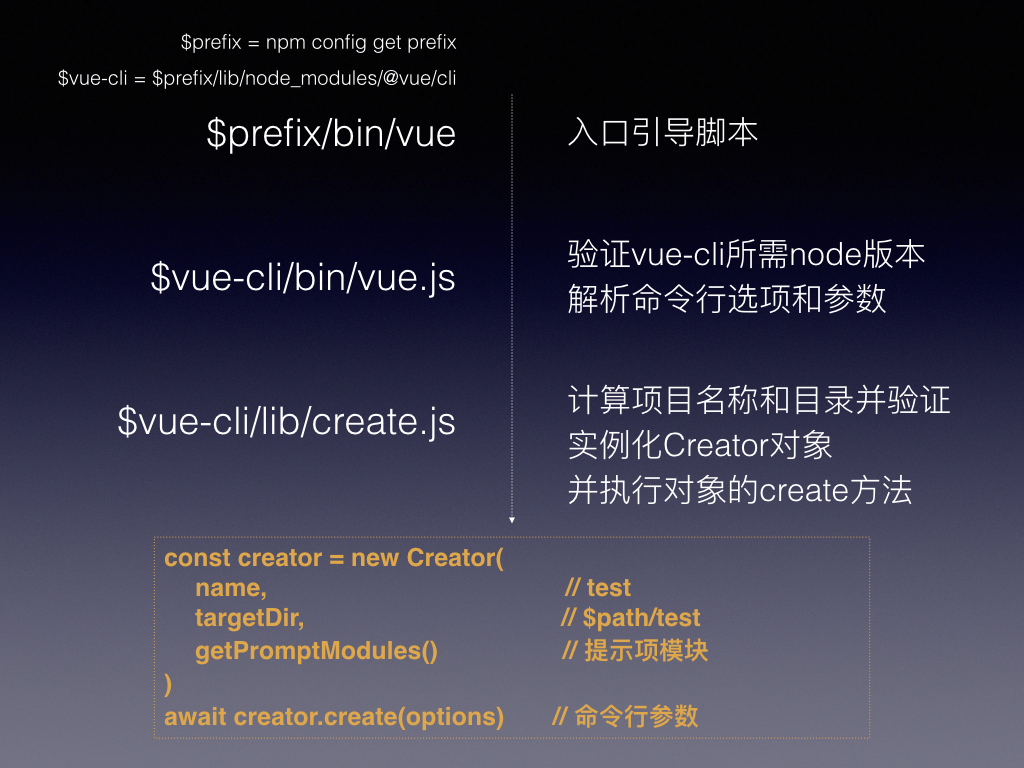 $prefix = npm config get prefix
$vue-cli = $prefix/lib/node_modules/@vue/cli
$prefix/bin/vue
入口引导脚本
$vue-cli/bin/vue.js
验证vue-cli所需node版本
解析命令行选项和参数
$vue-cli/lib/create.js
计算项目名称和目录并验证
实例化Creator对象
并执行对象的create方法
const creator = new Creator(
name, // test
targetDir, // $path/test
getPromptModules() // 提示项模块
)
await creator.create(options) // 命令行参数